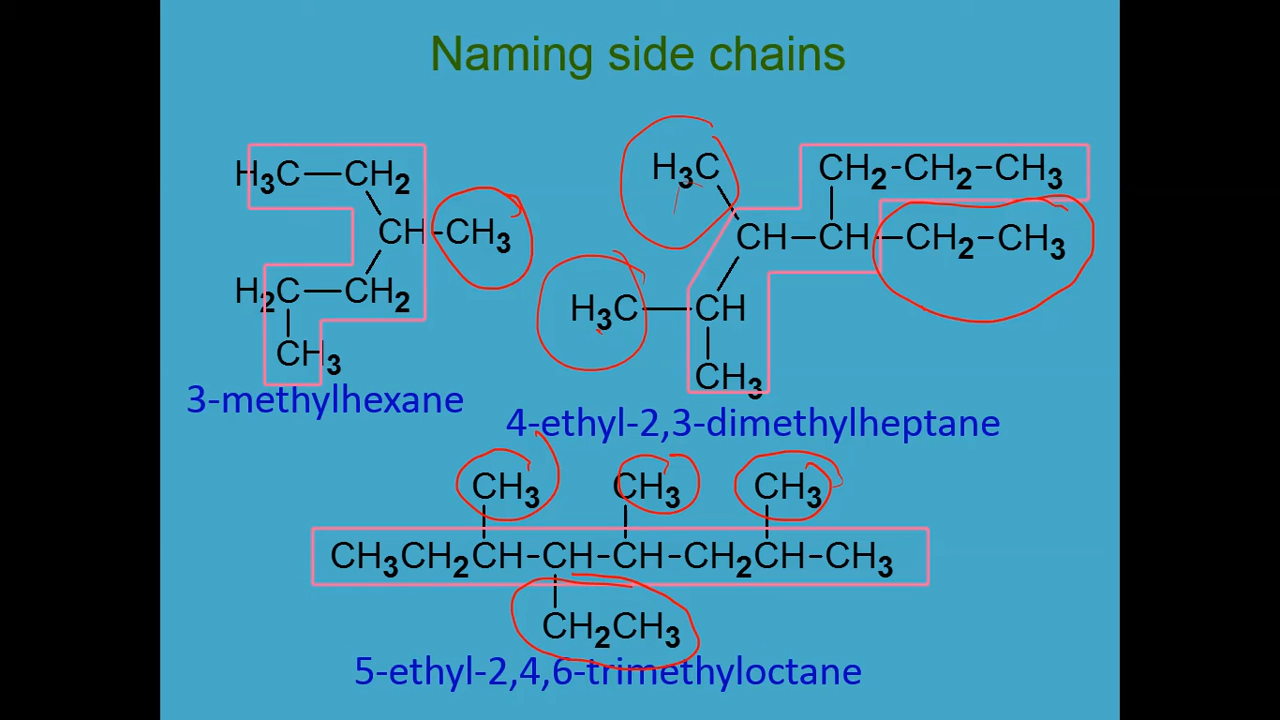 Naming side chains
H₃C—CH₂
CH-CH₃
H₂C—CH₂
CH₃
3-methylhexane
H₃C
CH₂-CH₂-CH₃
CH-CH-CH₂-CH₃
H₃C—CH
CH₃
4-ethyl-2,3-dimethylheptane
CH₃ CH₃ CH₃
CH₃CH₂CH-CH-CH-CH₂CH-CH₃
CH₂CH₃
5-ethyl-2,4,6-trimethyloctane